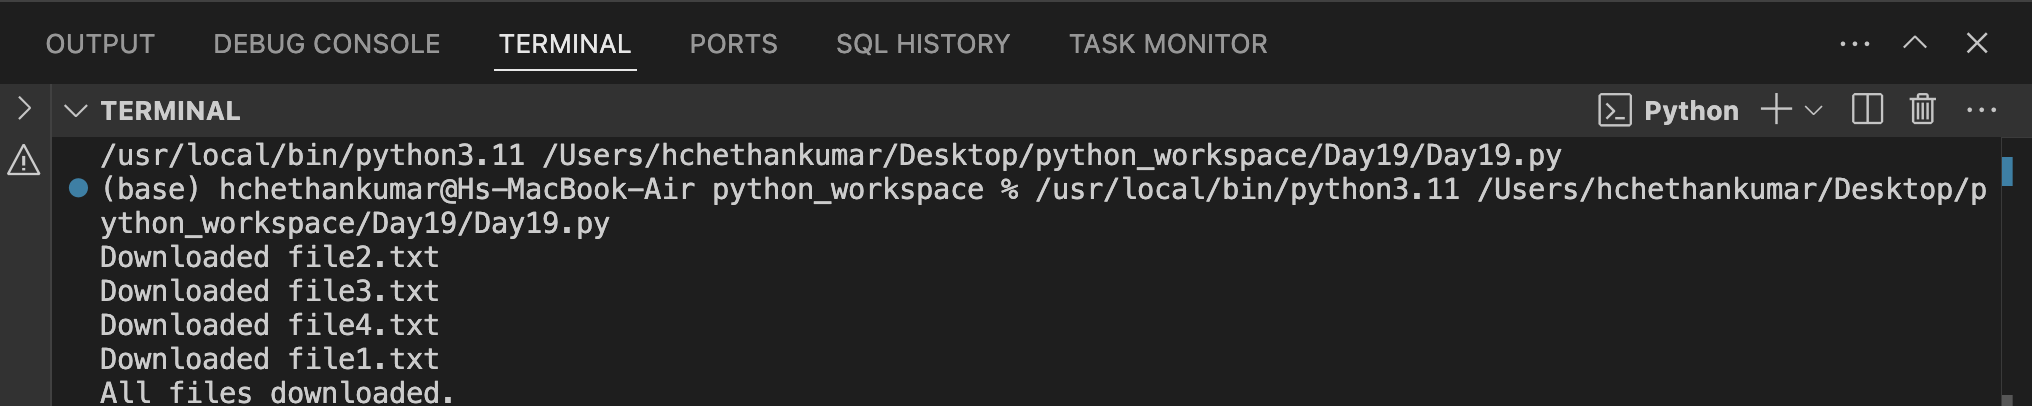 OUTPUT DEBUG CONSOLE TERMINAL PORTS SQL HISTORY TASK MONITOR
TERMINAL Python
/usr/local/bin/python3.11 /Users/hchethankumar/Desktop/python_workspace/Day19/Day19.py
(base) hchethankumar@Hs-MacBook-Air python_workspace % /usr/local/bin/python3.11 /Users/hchethankumar/Desktop/p
ython_workspace/Day19/Day19.py
Downloaded file2.txt
Downloaded file3.txt
Downloaded file4.txt
Downloaded file1.txt
All files downloaded.